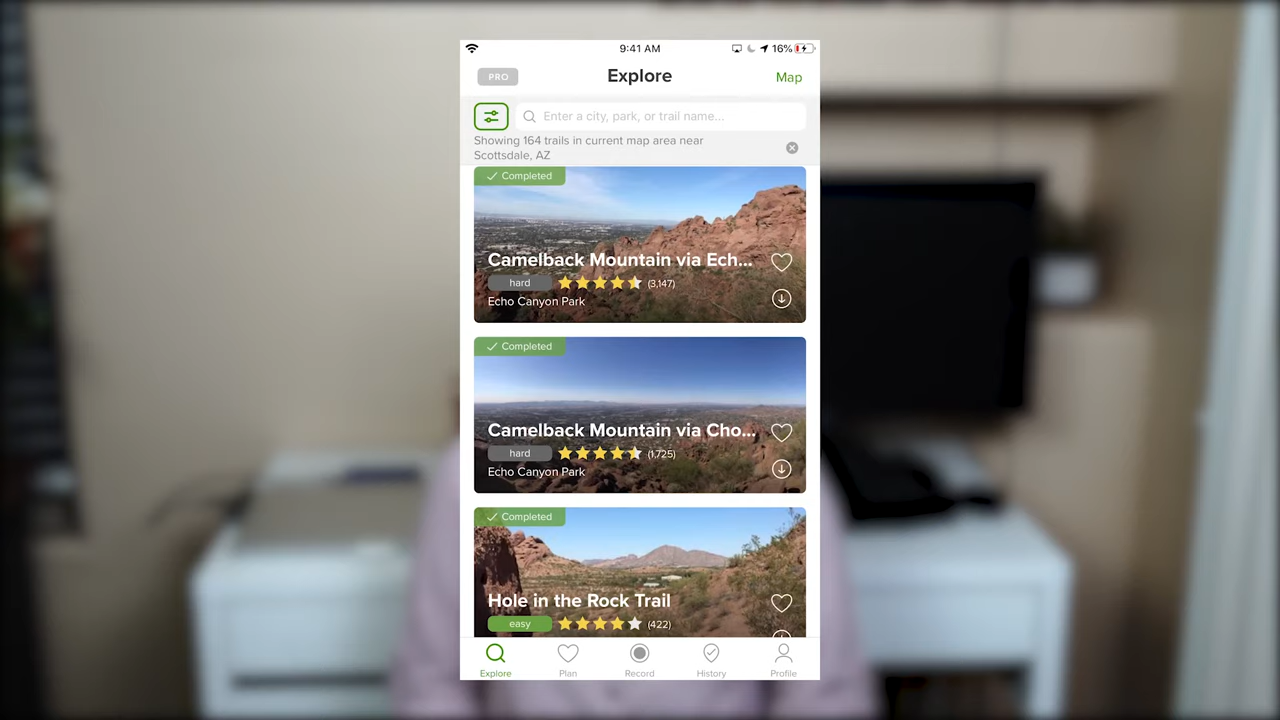 9:41 AM
16%
PRO
Explore
Map
Enter a city, park, or trail name...
Showing 164 trails in current map area near
Scottsdale, AZ
Completed
Camelback Mountain via Ech...
hard
(3,147)
Echo Canyon Park
Completed
Camelback Mountain via Cho...
hard
(1,725)
Echo Canyon Park
Completed
Hole in the Rock Trail
easy
(422)
Explore
Plan
Record
History
Profile